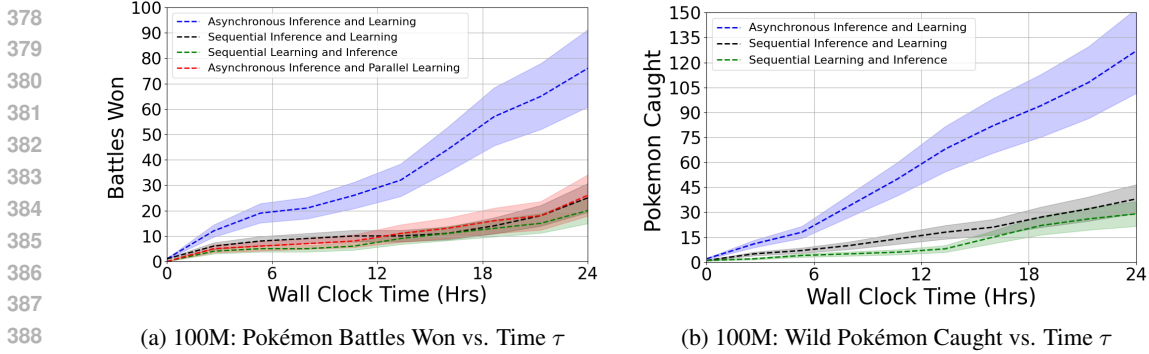 378
379
380
381
382
383
384
385
386
387
388
100
90
80
70
60
50
40
30
20
10
0
Battles Won
Asynchronous Inference and Learning
Sequential Inference and Learning
Sequential Learning and Inference
Asynchronous Inference and Parallel Learning
0 6 12 18 24
Wall Clock Time (Hrs)
(a) 100M: Pokémon Battles Won vs. Time τ
150
135
120
105
90
75
60
45
30
15
0
Pokemon Caught
Asynchronous Inference and Learning
Sequential Inference and Learning
Sequential Learning and Inference
0 6 12 18 24
Wall Clock Time (Hrs)
(b) 100M: Wild Pokémon Caught vs. Time τ